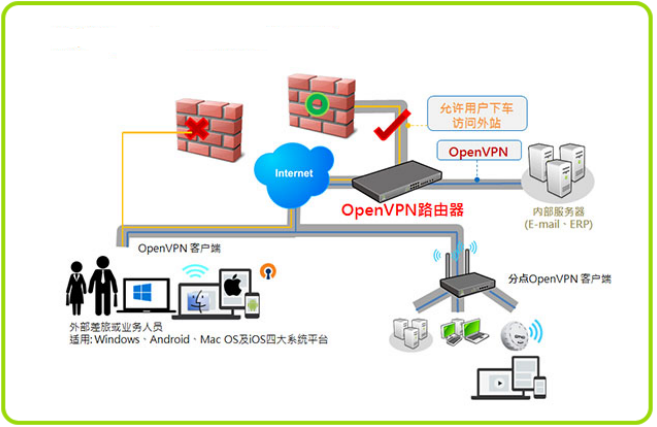 允许用户下车
访问外站
Internet
OpenVPN
OpenVPN路由器
内部服务器
(E-mail、ERP)
OpenVPN 客户端
分点OpenVPN 客户端
外部差旅或业务人员
适用: Windows、Android、Mac OS及iOS四大系统平台